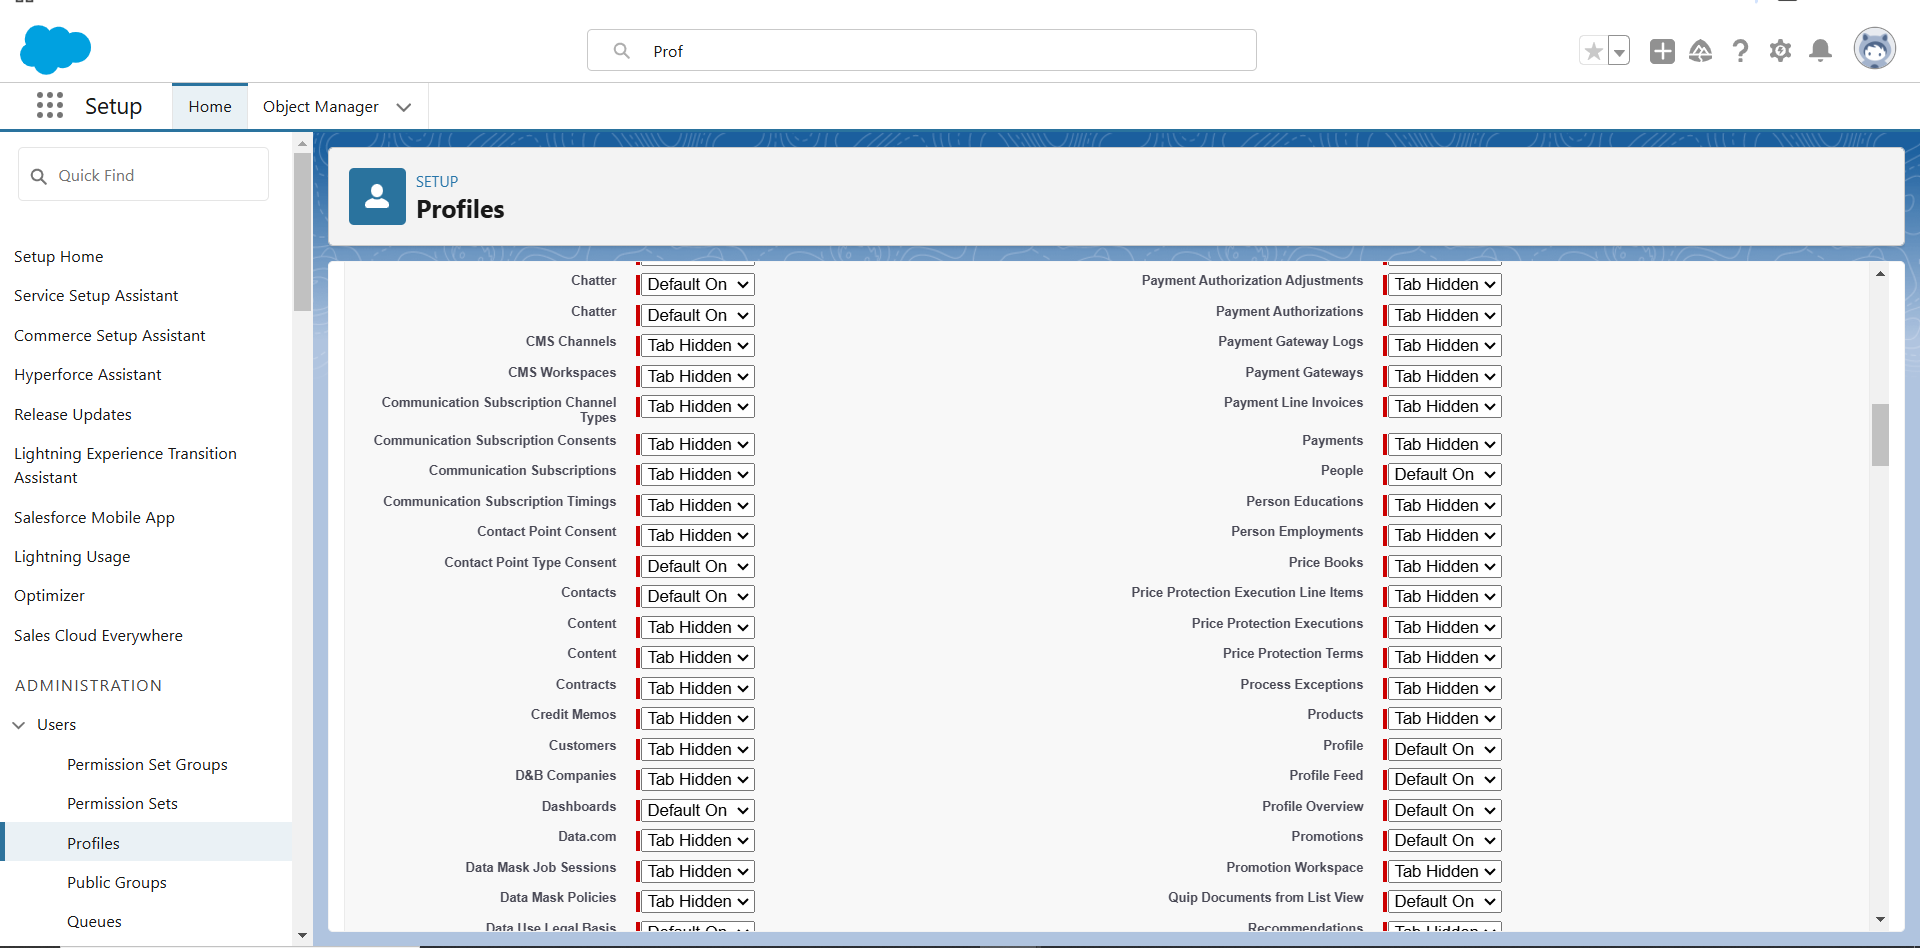 Prof
Setup
Home
Object Manager
Quick Find
Setup Home
Service Setup Assistant
Commerce Setup Assistant
Hyperforce Assistant
Release Updates
Lightning Experience Transition
Assistant
Salesforce Mobile App
Lightning Usage
Optimizer
Sales Cloud Everywhere
ADMINISTRATION
Users
Permission Set Groups
Permission Sets
Profiles
Public Groups
Queues
SETUP
Profiles
Chatter Default On Payment Authorization Adjustments Tab Hidden
Chatter Default On Payment Authorizations Tab Hidden
CMS Channels Tab Hidden Payment Gateway Logs Tab Hidden
CMS Workspaces Tab Hidden Payment Gateways Tab Hidden
Communication Subscription Channel
Types Tab Hidden Payment Line Invoices Tab Hidden
Communication Subscription Consents Tab Hidden Payments Tab Hidden
Communication Subscriptions Tab Hidden People Default On
Communication Subscription Timings Tab Hidden Person Educations Tab Hidden
Contact Point Consent Tab Hidden Person Employments Tab Hidden
Contact Point Type Consent Default On Price Books Tab Hidden
Contacts Default On Price Protection Execution Line Items Tab Hidden
Content Tab Hidden Price Protection Executions Tab Hidden
Content Tab Hidden Price Protection Terms Tab Hidden
Contracts Tab Hidden Process Exceptions Tab Hidden
Credit Memos Tab Hidden Products Tab Hidden
Customers Tab Hidden Profile Default On
D&B Companies Tab Hidden Profile Feed Default On
Dashboards Default On Profile Overview Default On
Data.com Tab Hidden Promotions Default On
Data Mask Job Sessions Tab Hidden Promotion Workspace Tab Hidden
Data Mask Policies Tab Hidden Quip Documents from List View Default On
Data Use Legal Basis Default On Recommendations Tab Hidden